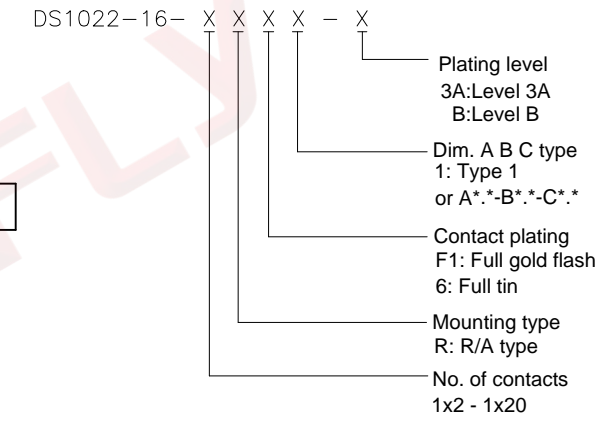 DS1022-16- X X X X - X
Plating level
3A:Level 3A
B:Level B
Dim. A B C type
1: Type 1
or A*.*-B*.*-C*.*
Contact plating
F1: Full gold flash
6: Full tin
Mounting type
R: R/A type
No. of contacts
1x2 - 1x20